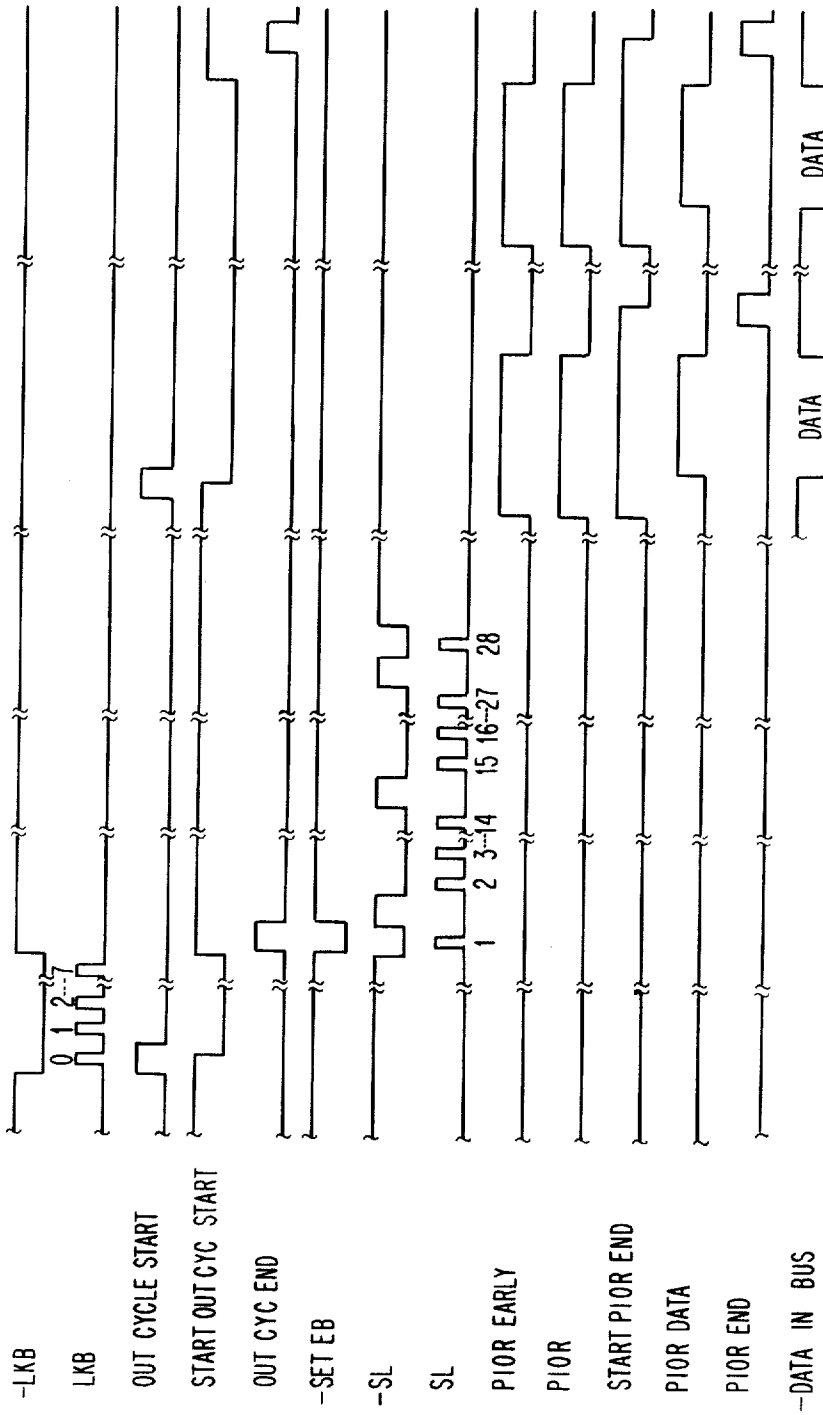 -LKB
LKB
0 1 2---7
OUT CYCLE START
START OUT CYC START
OUT CYC END
-SET EB
-SL
SL
1 2 3--14 15 16--27 28
PIOR EARLY
PIOR
START PIOR END
PIOR DATA
PIOR END
-DATA IN BUS
DATA DATA